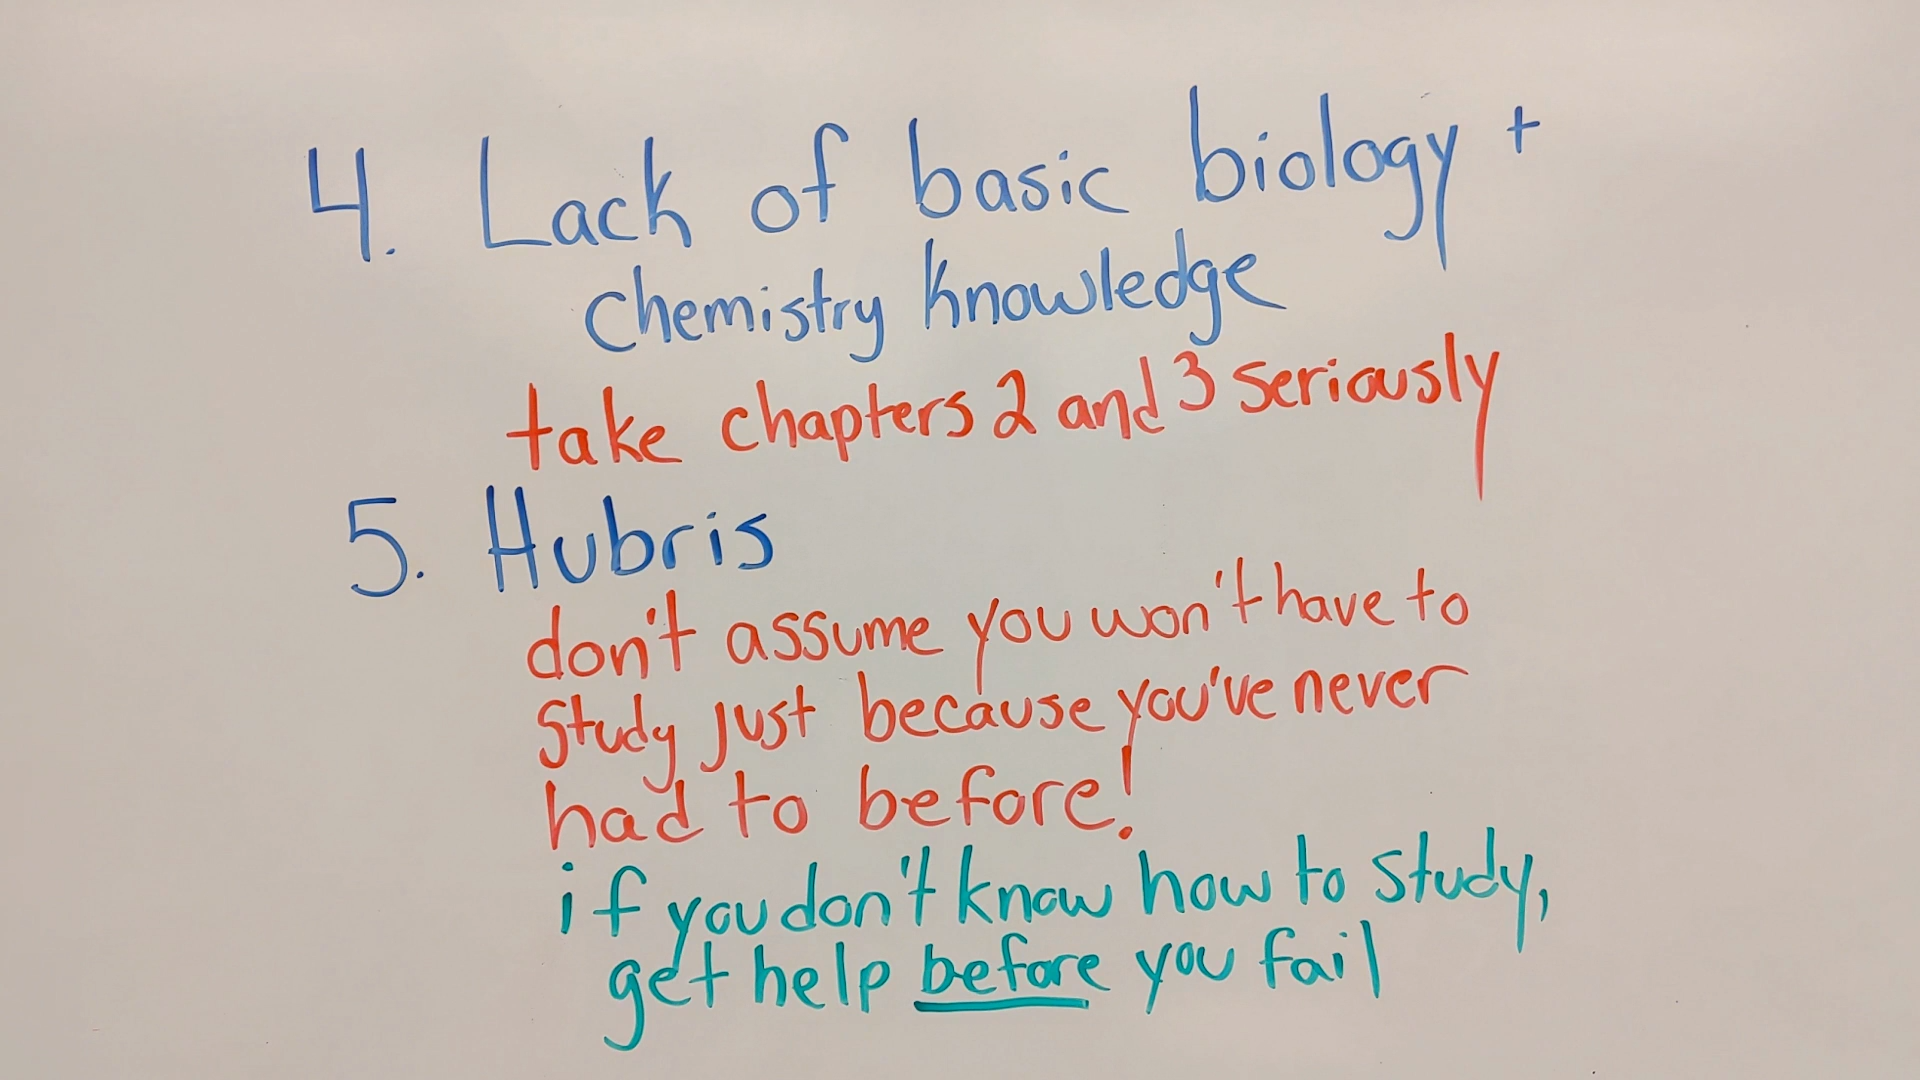 4. Lack of basic biology +
chemistry knowledge
take chapters 2 and 3 seriously
5. Hubris
don't assume you won't have to
study just because you've never
had to before!
if you don't know how to study,
get help before you fail